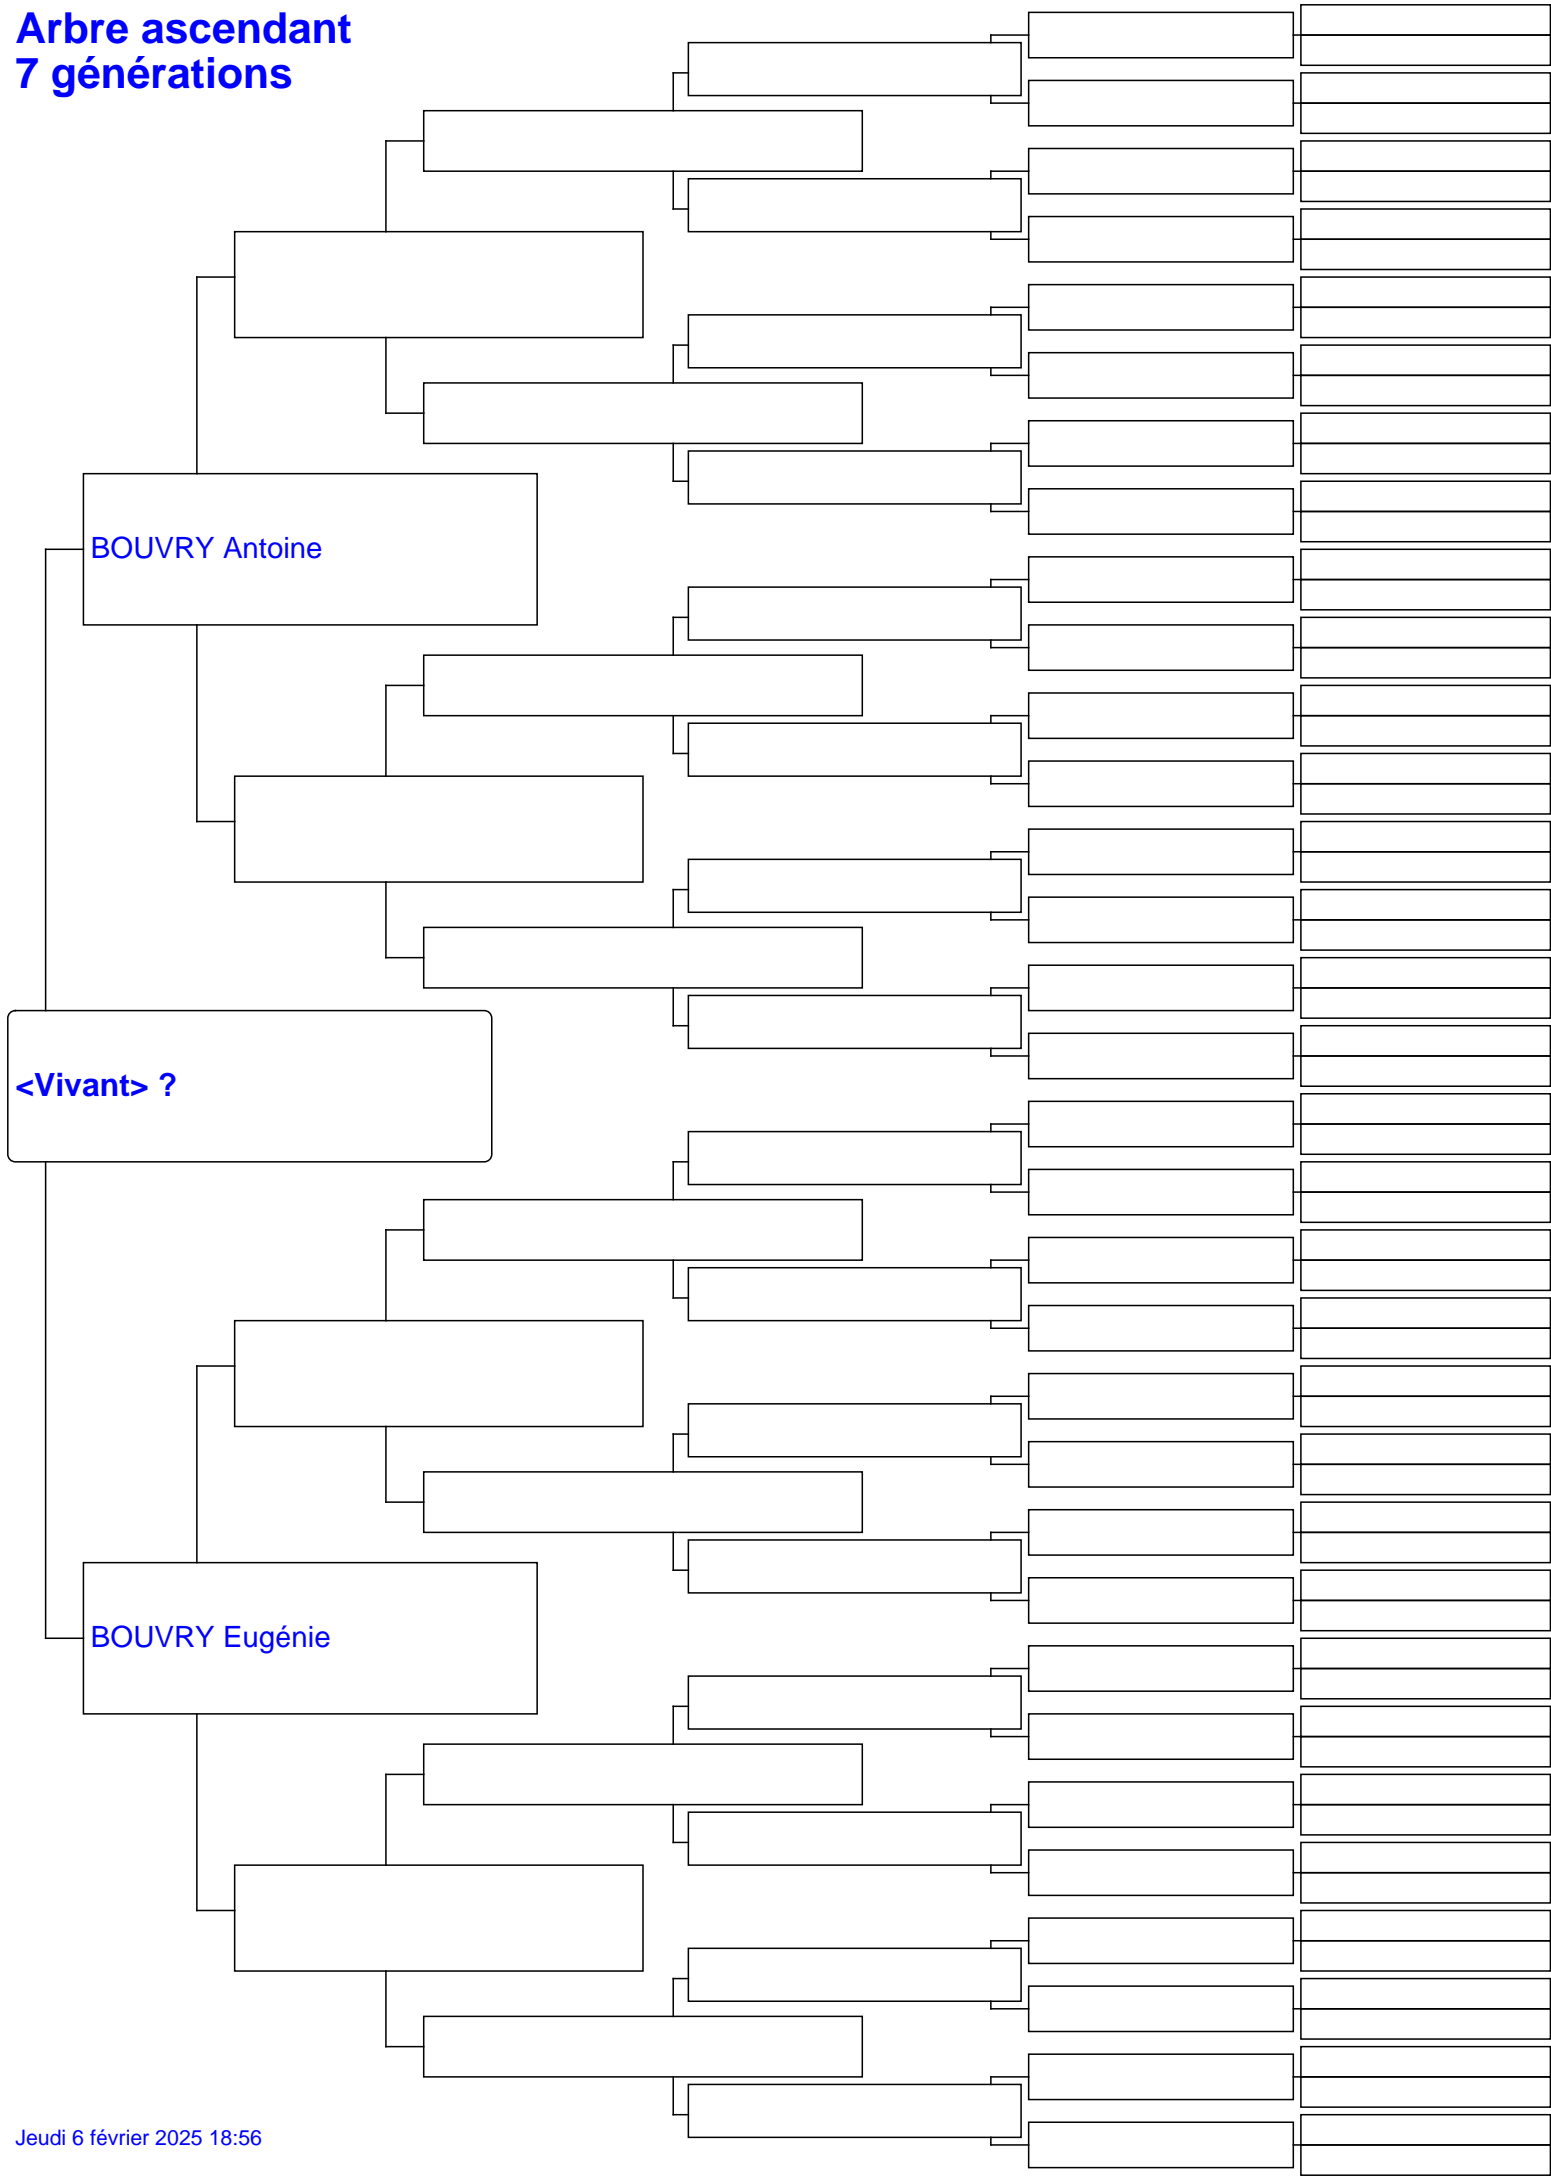 Arbre ascendant
7 générations
BOUVRY Antoine
<Vivant> ?
BOUVRY Eugénie
Jeudi 6 février 2025 18:56